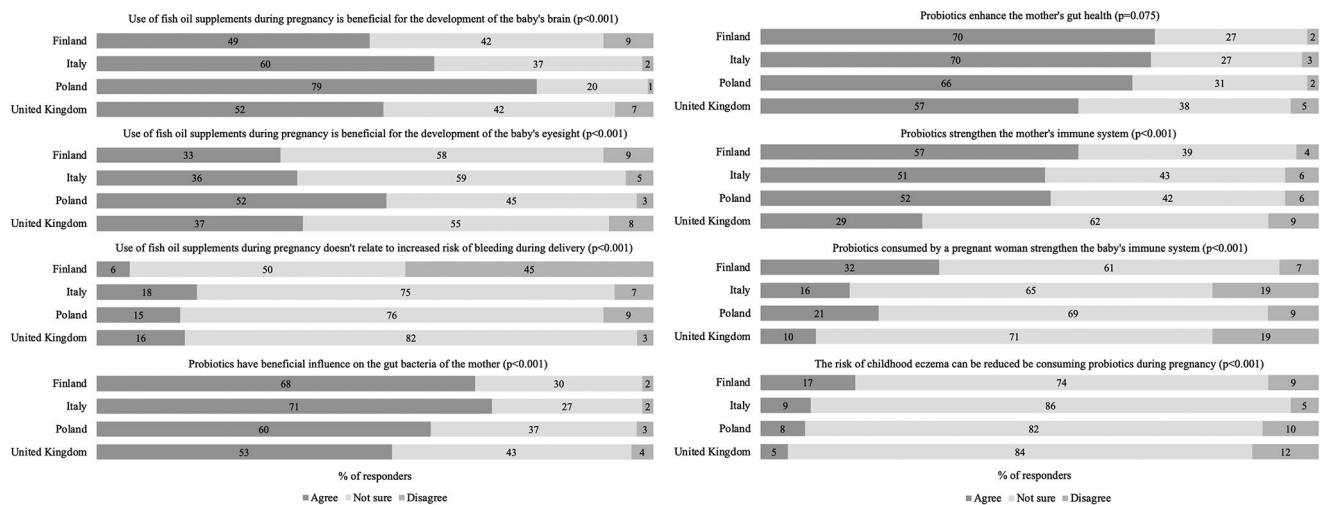 Use of fish oil supplements during pregnancy is beneficial for the development of the baby's brain (p<0.001)
Finland 49 42 9
Italy 60 37 2
Poland 79 20 1
United Kingdom 52 42 7
Use of fish oil supplements during pregnancy is beneficial for the development of the baby's eyesight (p<0.001)
Finland 33 58 9
Italy 36 59 5
Poland 52 45 3
United Kingdom 37 55 8
Use of fish oil supplements during pregnancy doesn't relate to increased risk of bleeding during delivery (p<0.001)
Finland 6 50 45
Italy 18 75 7
Poland 15 76 9
United Kingdom 16 82 3
Probiotics have beneficial influence on the gut bacteria of the mother (p<0.001)
Finland 68 30 2
Italy 71 27 2
Poland 60 37 3
United Kingdom 53 43 4
% of responders
Agree Not sure Disagree
Probiotics enhance the mother's gut health (p=0.075)
Finland 70 27 2
Italy 70 27 3
Poland 66 31 2
United Kingdom 57 38 5
Probiotics strengthen the mother's immune system (p<0.001)
Finland 57 39 4
Italy 51 43 6
Poland 52 42 6
United Kingdom 29 62 9
Probiotics consumed by a pregnant woman strengthen the baby's immune system (p<0.001)
Finland 32 61 7
Italy 16 65 19
Poland 21 69 9
United Kingdom 10 71 19
The risk of childhood eczema can be reduced be consuming probiotics during pregnancy (p<0.001)
Finland 17 74 9
Italy 9 86 5
Poland 8 82 10
United Kingdom 5 84 12
% of responders
Agree Not sure Disagree